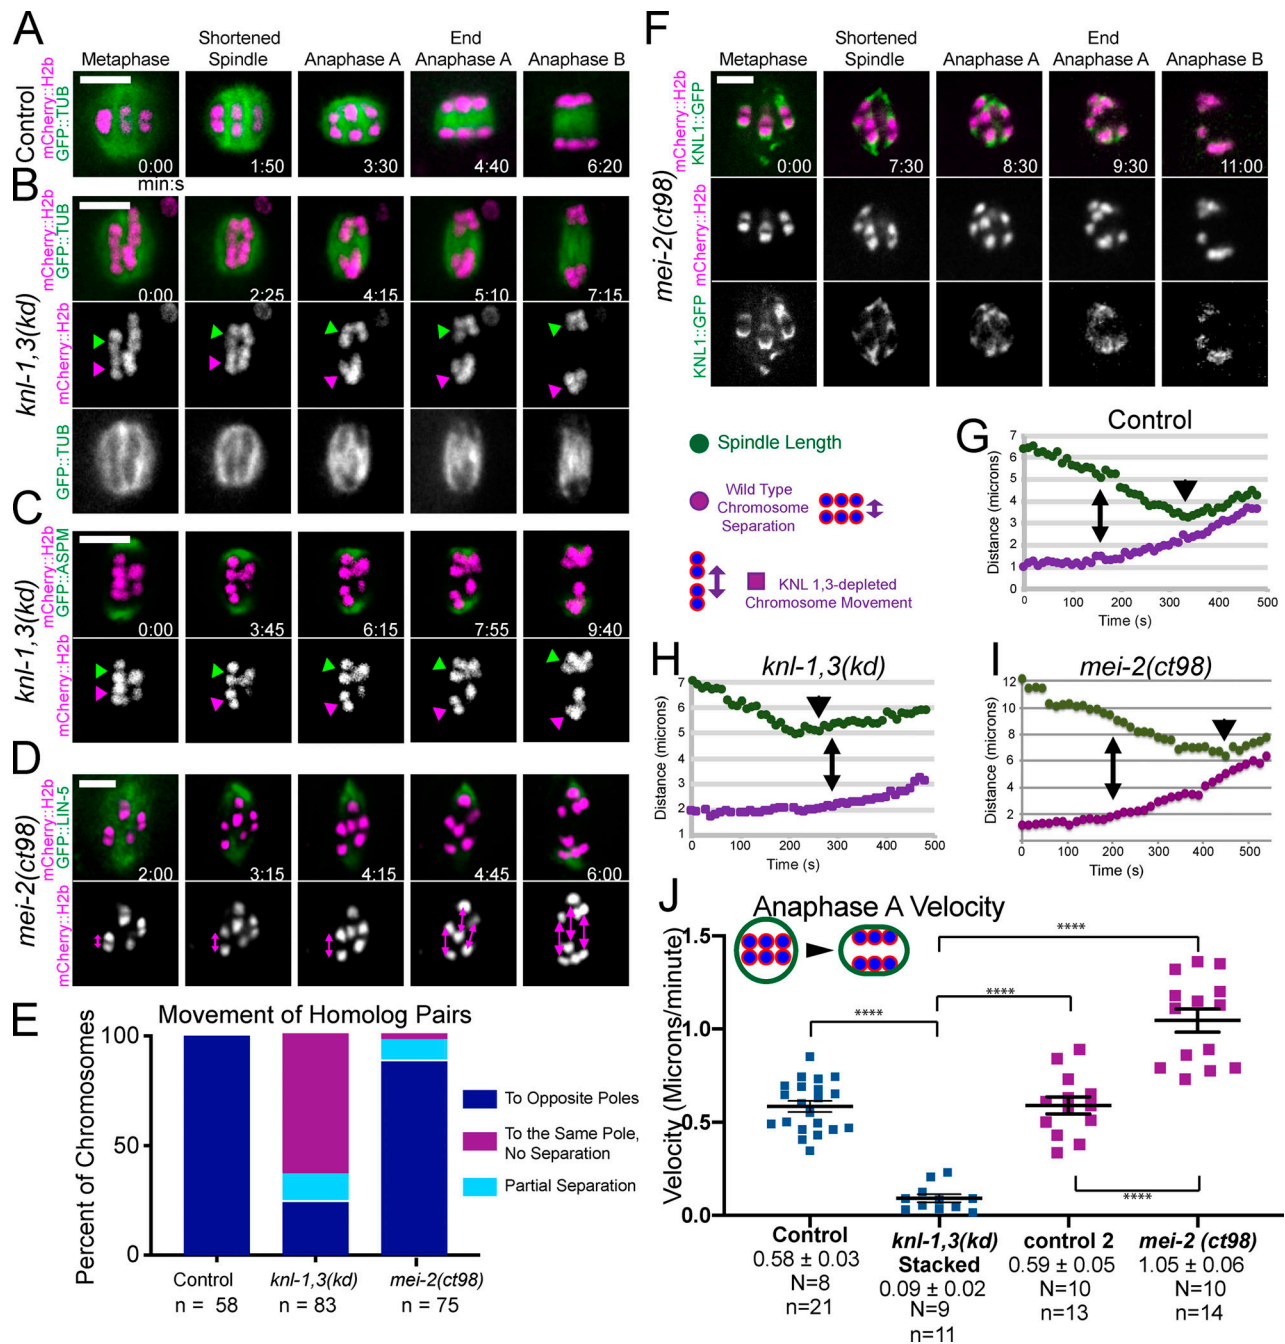 A
Metaphase
Shortened
Spindle
Anaphase A
End
Anaphase A
Anaphase B
Control
mCherry::H2b
GFP::TUB
0:00
1:50
3:30
4:40
6:20
min:s
B
knl-1,3(kd)
mCherry::H2b
GFP::TUB
0:00
2:25
4:15
5:10
7:15
mCherry::H2b
GFP::TUB
C
knl-1,3(kd)
mCherry::H2b
GFP::ASPM
0:00
3:45
6:15
7:55
9:40
mCherry::H2b
D
mei-2(ct98)
mCherry::H2b
GFP::LIN-5
2:00
3:15
4:15
4:45
6:00
mCherry::H2b
E
Movement of Homolog Pairs
Percent of Chromosomes
100
50
0
Control
n = 58
knl-1,3(kd)
n = 83
mei-2(ct98)
n = 75
To Opposite Poles
To the Same Pole,
No Separation
Partial Separation
F
Metaphase
Shortened
Spindle
Anaphase A
End
Anaphase A
Anaphase B
mei-2(ct98)
mCherry::H2b
KNL1::GFP
0:00
7:30
8:30
9:30
11:00
mCherry::H2b
KNL1::GFP
Spindle Length
Wild Type
Chromosome
Separation
KNL 1,3-depleted
Chromosome Movement
G
Control
Distance (microns)
7
6
5
4
3
2
1
0
0
100
200
300
400
500
Time (s)
H
knl-1,3(kd)
Distance (microns)
7
6
5
4
3
2
1
0
100
200
300
400
500
Time (s)
I
mei-2(ct98)
Distance (microns)
12
10
8
6
4
2
0
100
200
300
400
500
Time (s)
J
Anaphase A Velocity
Velocity (Microns/minute)
1.5
1.0
0.5
0.0
****
****
****
****
Control
0.58 ± 0.03
N=8
n=21
knl-1,3(kd)
Stacked
0.09 ± 0.02
N=9
n=11
control 2
0.59 ± 0.05
N=10
n=13
mei-2 (ct98)
1.05 ± 0.06
N=10
n=14